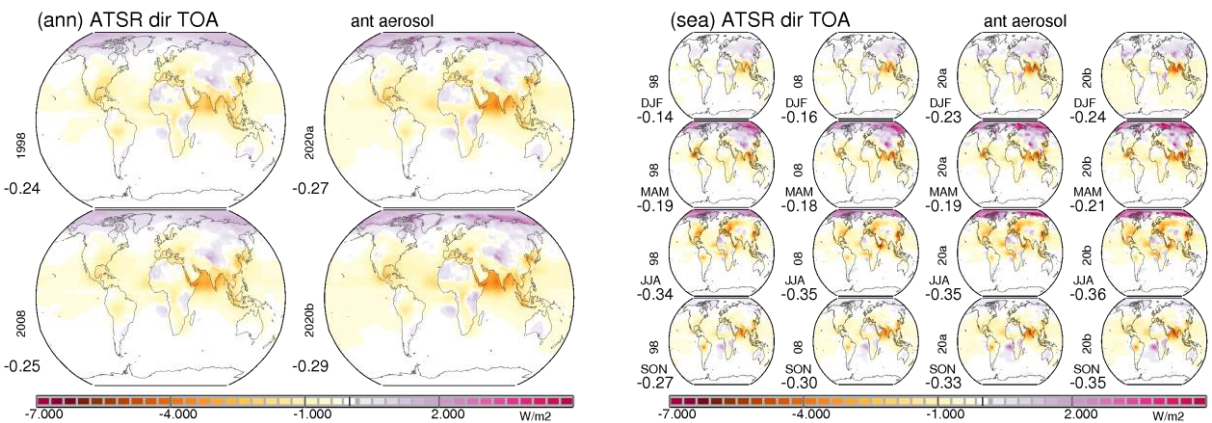 (ann) ATSR dir TOA
ant aerosol
1998
-0.24
2020a
-0.27
2008
-0.25
2020b
-0.29
-7.000 -4.000 -1.000 2.000 W/m2
(sea) ATSR dir TOA
ant aerosol
98
DJF
-0.14
08
DJF
-0.16
20a
DJF
-0.23
20b
DJF
-0.24
98
MAM
-0.19
08
MAM
-0.18
20a
MAM
-0.19
20b
MAM
-0.21
98
JJA
-0.34
08
JJA
-0.35
20a
JJA
-0.35
20b
JJA
-0.36
98
SON
-0.27
08
SON
-0.30
20a
SON
-0.33
20b
SON
-0.35
-7.000 -4.000 -1.000 2.000 W/m2